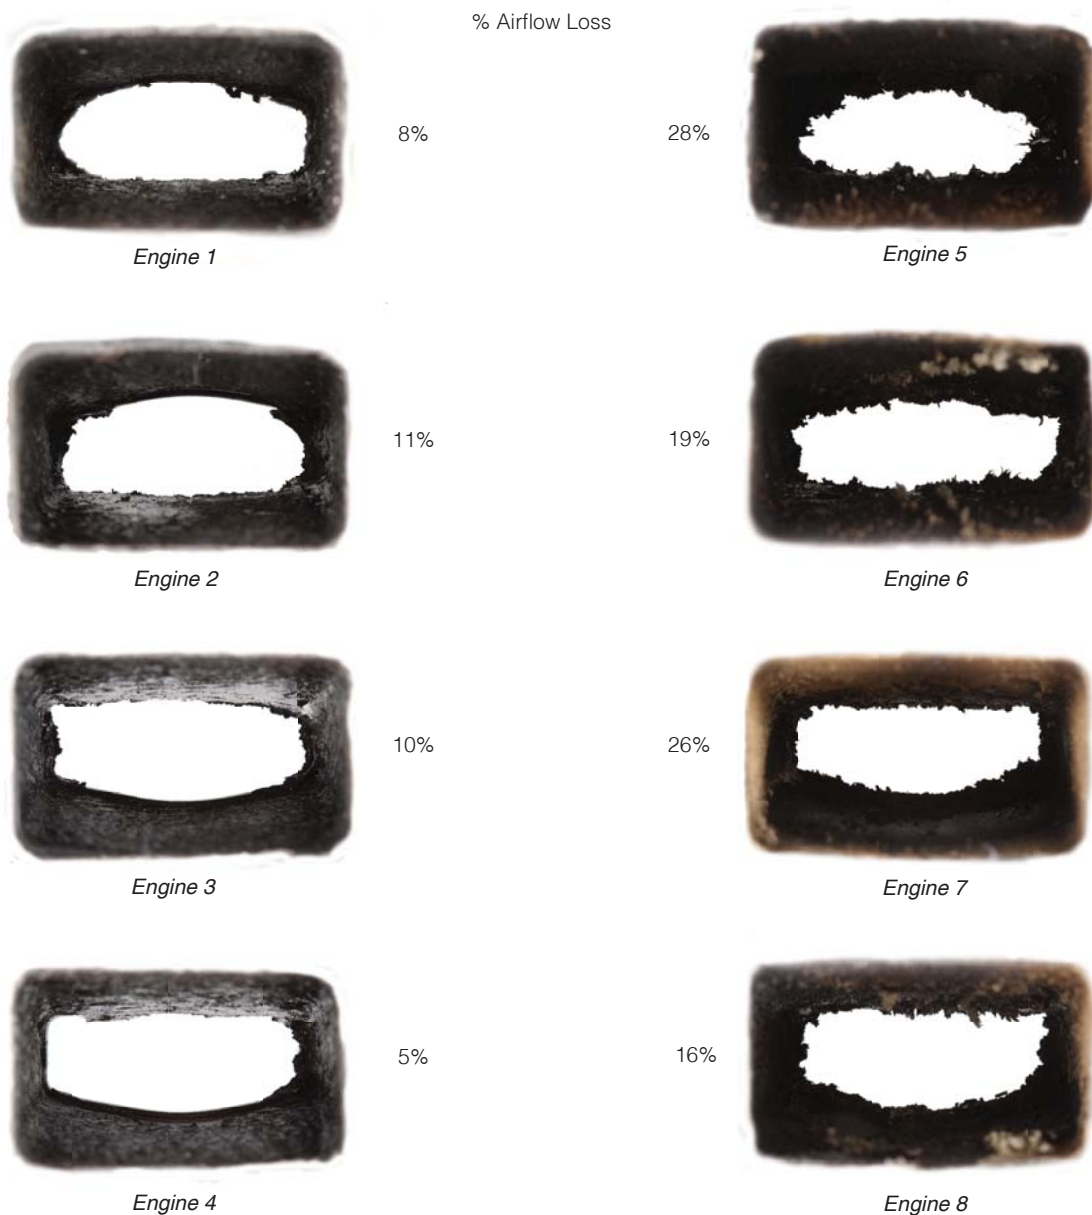 % Airflow Loss
8%
28%
Engine 1
Engine 5
11%
19%
Engine 2
Engine 6
10%
26%
Engine 3
Engine 7
5%
16%
Engine 4
Engine 8